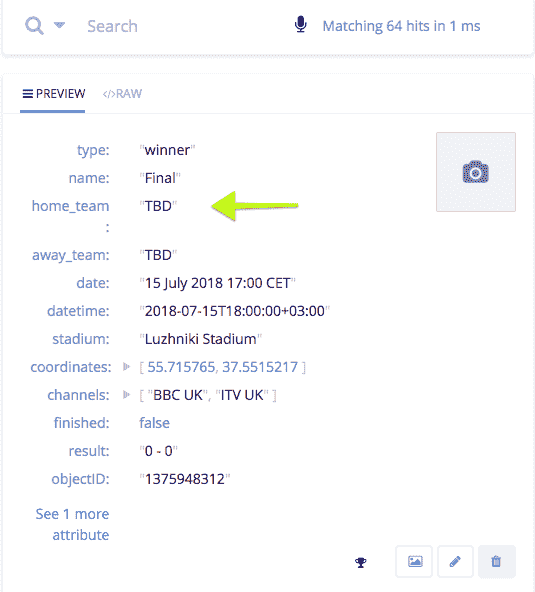 Search Matching 64 hits in 1 ms
PREVIEW </>RAW
type: "winner"
name: "Final"
home_team "TBD"
:
away_team: "TBD"
date: "15 July 2018 17:00 CET"
datetime: "2018-07-15T18:00:00+03:00"
stadium: "Luzhniki Stadium"
coordinates: [ 55.715765, 37.5515217 ]
channels: [ "BBC UK", "ITV UK" ]
finished: false
result: "0 - 0"
objectID: "1375948312"
See 1 more
attribute